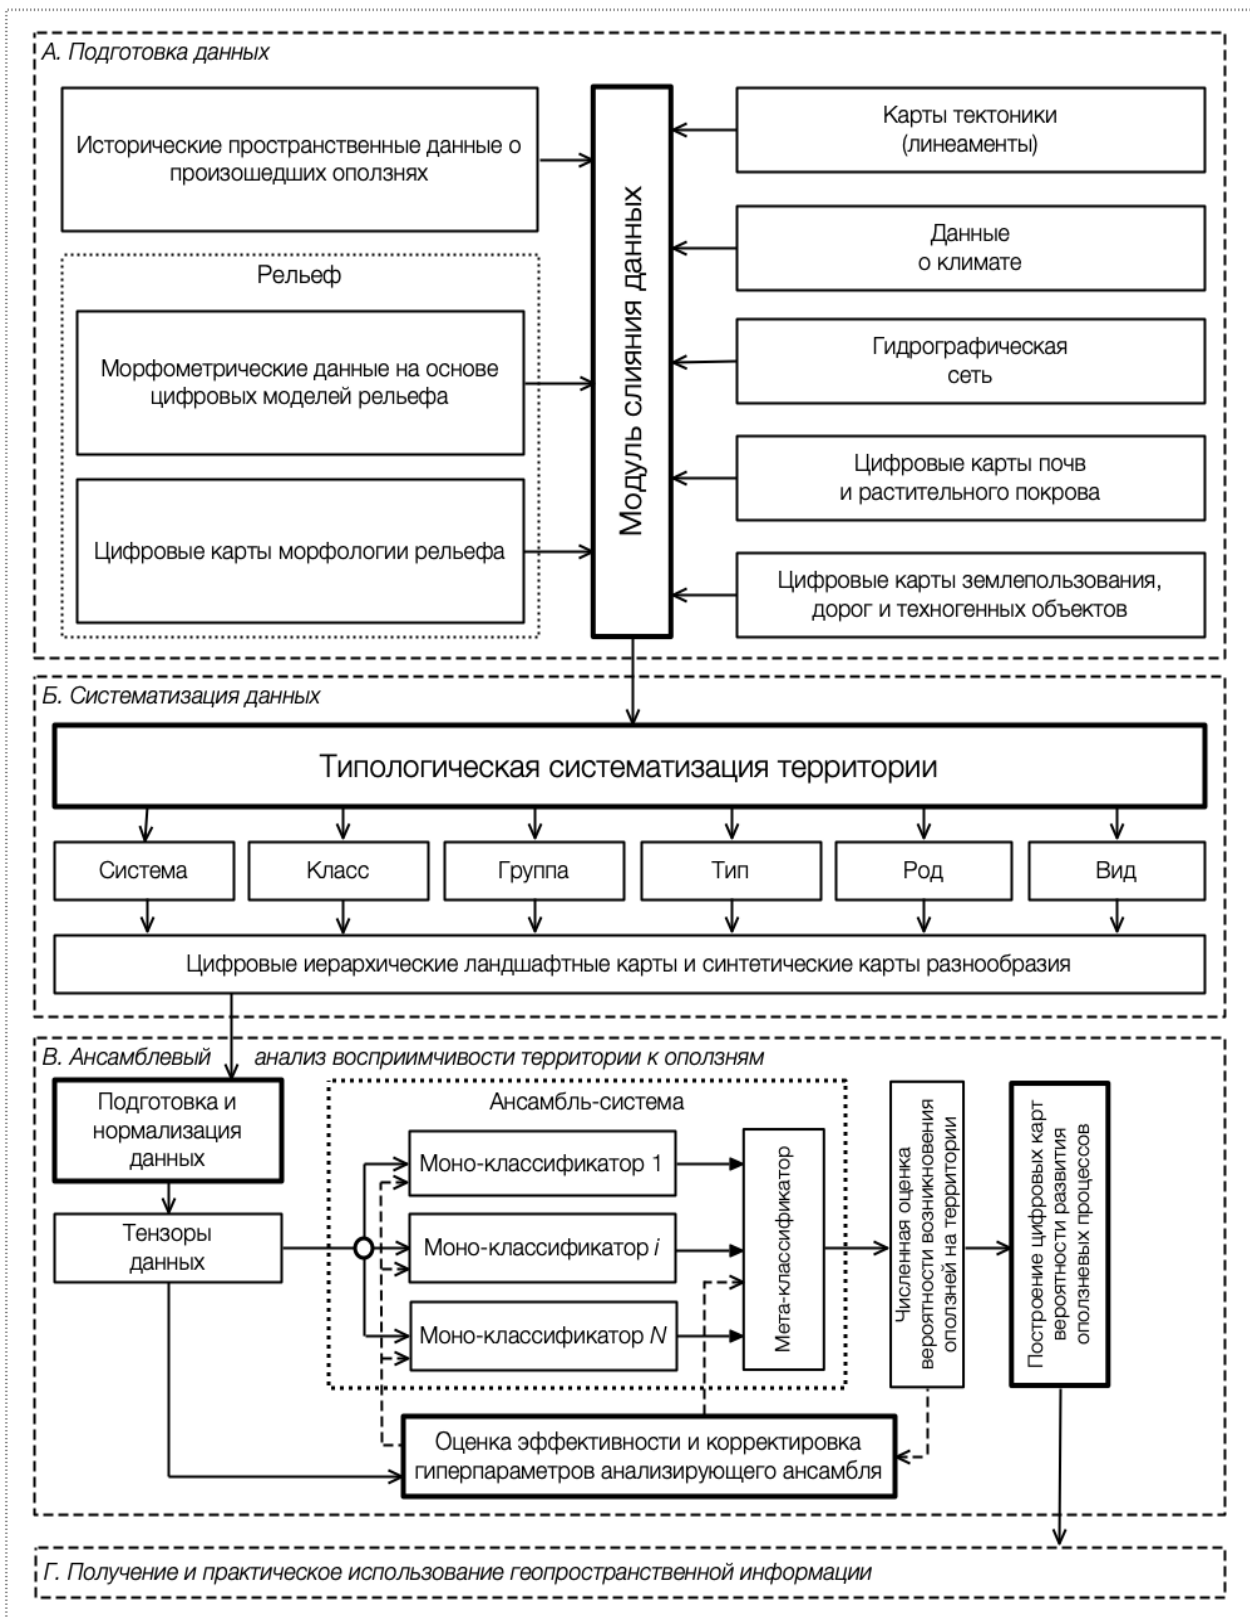 А. Подготовка данных
Исторические пространственные данные о
произошедших оползнях
Рельеф
Морфометрические данные на основе
цифровых моделей рельефа
Цифровые карты морфологии рельефа
Модуль слияния данных
Карты тектоники
(линеаменты)
Данные
о климате
Гидрографическая
сеть
Цифровые карты почв
и растительного покрова
Цифровые карты землепользования,
дорог и техногенных объектов
Б. Систематизация данных
Типологическая систематизация территории
Система
Класс
Группа
Тип
Род
Вид
Цифровые иерархические ландшафтные карты и синтетические карты разнообразия
В. Ансамблевый анализ восприимчивости территории к оползням
Подготовка и
нормализация
данных
Тензоры
данных
Ансамбль-система
Моно-классификатор 1
Моно-классификатор i
Моно-классификатор N
Мета-классификатор
Численная оценка
вероятности возникновения
оползней на территории
Построение цифровых карт
вероятности развития
оползневых процессов
Оценка эффективности и корректировка
гиперпараметров анализирующего ансамбля
Г. Получение и практическое использование геопространственной информации